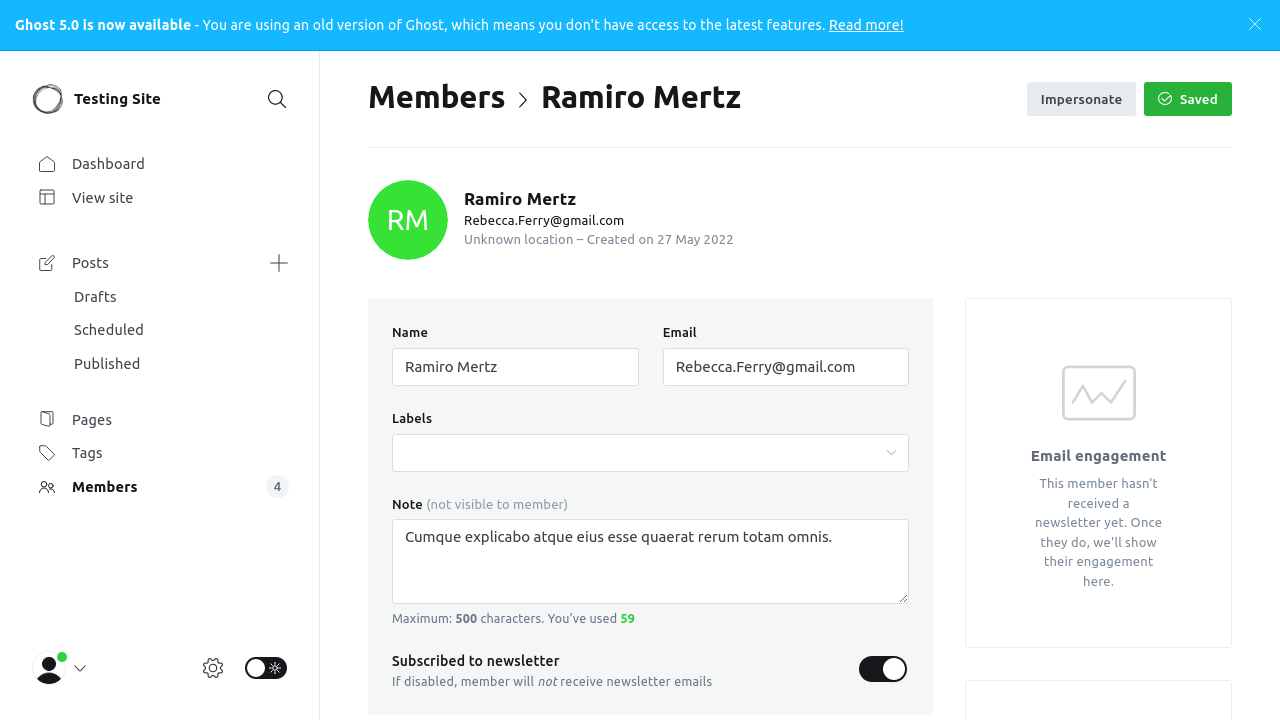 Ghost 5.0 is now available - You are using an old version of Ghost, which means you don't have access to the latest features. Read more!
Testing Site
Dashboard
View site
Posts
Drafts
Scheduled
Published
Pages
Tags
Members
4
Members
Ramiro Mertz
Impersonate
Saved
RM
Ramiro Mertz
Rebecca.Ferry@gmail.com
Unknown location – Created on 27 May 2022
Name
Email
Ramiro Mertz
Rebecca.Ferry@gmail.com
Labels
Note (not visible to member)
Cumque explicabo atque eius esse quaerat rerum totam omnis.
Maximum: 500 characters. You've used 59
Subscribed to newsletter
If disabled, member will not receive newsletter emails
Email engagement
This member hasn't
received a
newsletter yet. Once
they do, we'll show
their engagement
here.